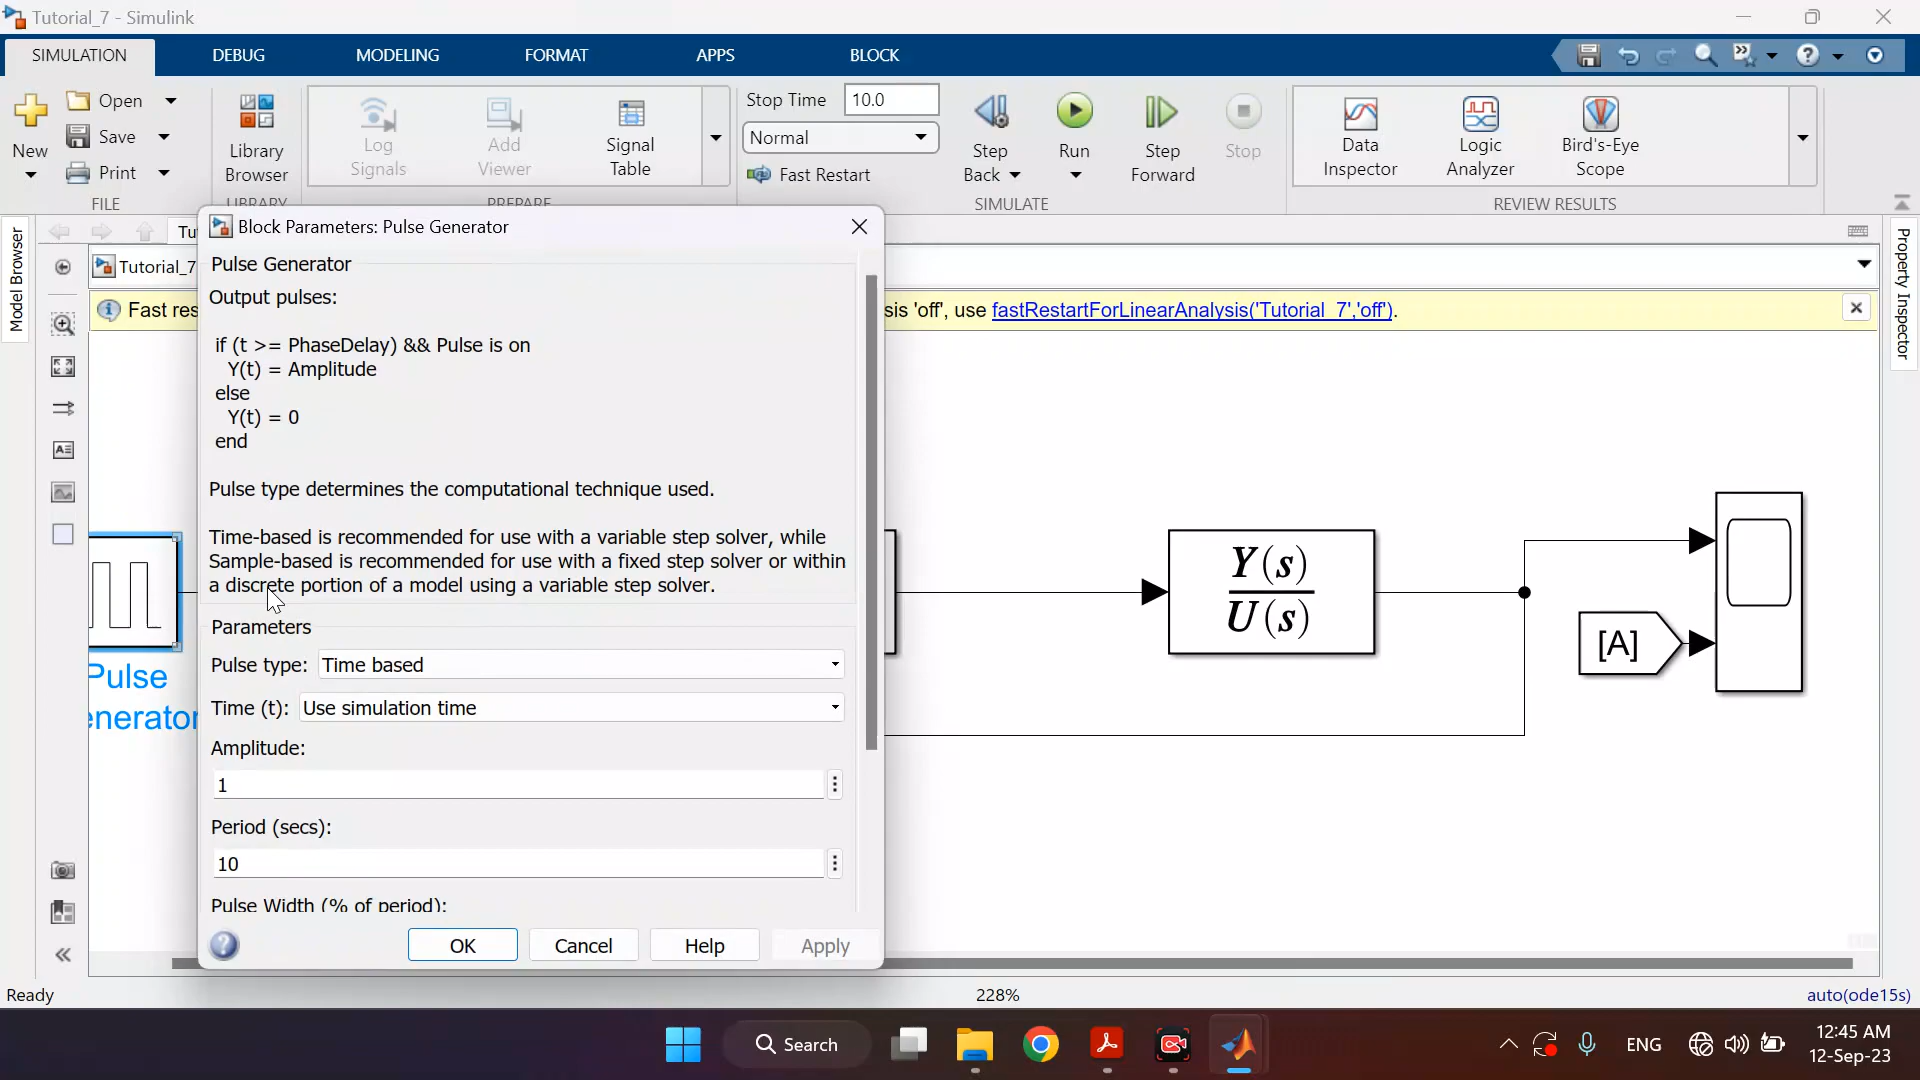 Tutorial_7 - Simulink
SIMULATION
DEBUG
MODELING
FORMAT
APPS
BLOCK
New
Open
Save
Print
FILE
Library
Browser
LIBRARY
Log
Signals
Add
Viewer
Signal
Table
PREPARE
Stop Time 10.0
Normal
Fast Restart
Step
Back
Run
Step
Forward
Stop
SIMULATE
Data
Inspector
Logic
Analyzer
Bird's-Eye
Scope
REVIEW RESULTS
Model Browser
Property Inspector
Tu
Tutorial_7
Fast res
sis 'off', use fastRestartForLinearAnalysis('Tutorial_7','off').
Block Parameters: Pulse Generator
Pulse Generator
Output pulses:
if (t >= PhaseDelay) && Pulse is on
Y(t) = Amplitude
else
Y(t) = 0
end
Pulse type determines the computational technique used.
Time-based is recommended for use with a variable step solver, while
Sample-based is recommended for use with a fixed step solver or within
a discrete portion of a model using a variable step solver.
Parameters
Pulse type: Time based
Time (t): Use simulation time
Amplitude:
1
Period (secs):
10
Pulse Width (% of period):
OK
Cancel
Help
Apply
Pulse
enerator
Y(s)
U(s)
[A]
Ready
228%
auto(ode15s)
Search
ENG
12:45 AM
12-Sep-23